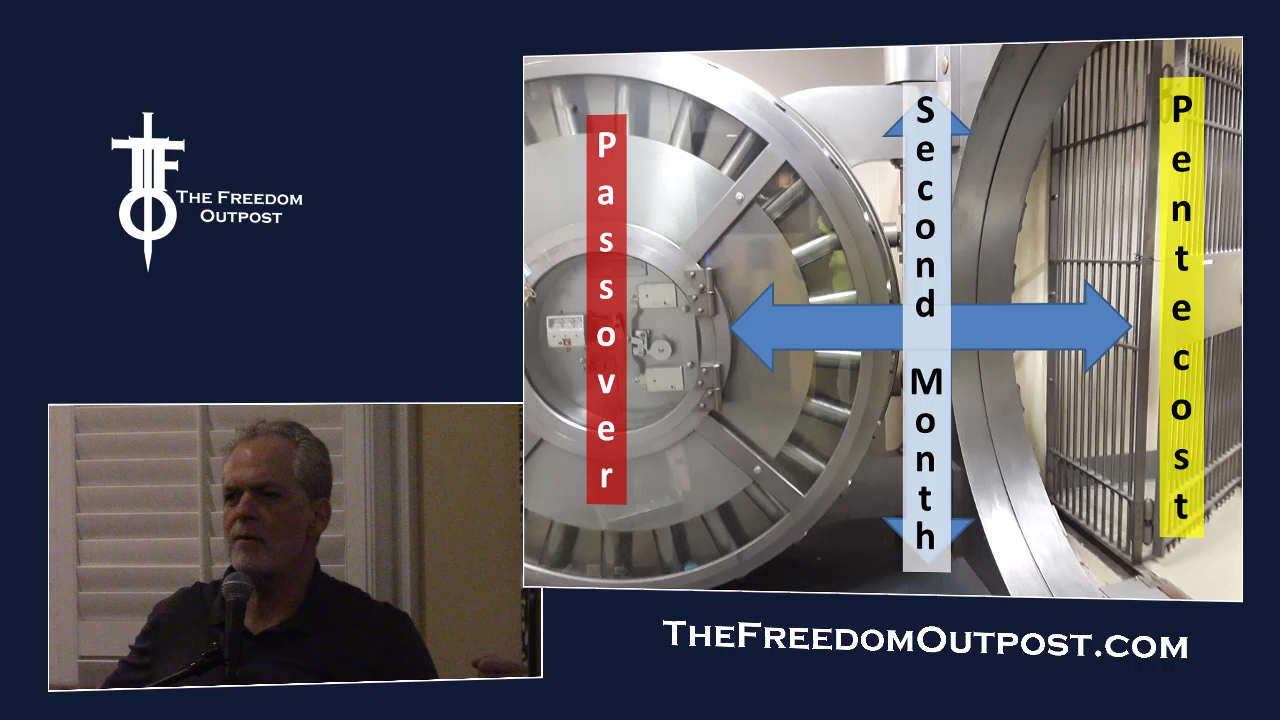 The Freedom
Outpost
Passover
Second Month
Pentecost
TheFreedomOutpost.com